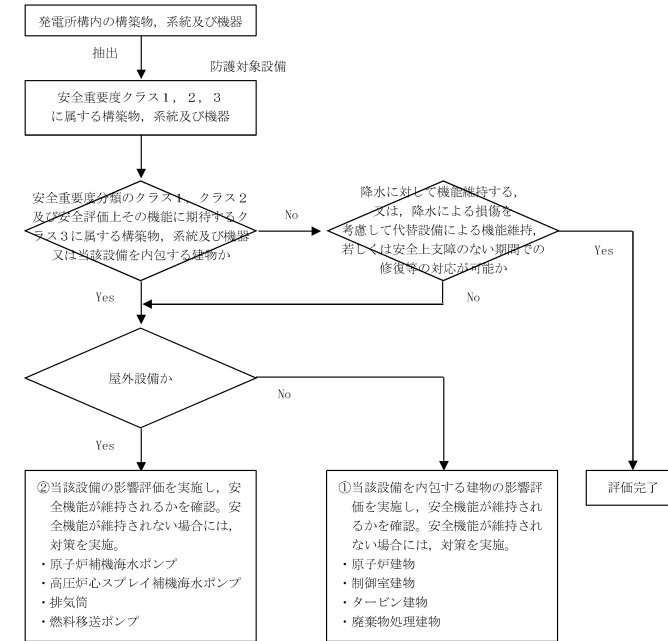 発電所構内の構築物，系統及び機器
抽出
防護対象設備
安全重要度クラス１，２，３
に属する構築物，系統及び機器
安全重要度分類のクラス１，クラス２
及び安全評価上その機能に期待するク
ラス３に属する構築物，系統及び機器
又は当該設備を内包する建物か
No
降水に対して機能維持する，
又は，降水による損傷を
考慮して代替設備による機能維持，
若しくは安全上支障のない期間での
修復等の対応が可能か
Yes
Yes
No
屋外設備か
No
Yes
②当該設備の影響評価を実施し，安
全機能が維持されるかを確認。安
全機能が維持されない場合には，
対策を実施。
・原子炉補機海水ポンプ
・高圧炉心スプレイ補機海水ポンプ
・排気筒
・燃料移送ポンプ
①当該設備を内包する建物の影響評
価を実施し，安全機能が維持され
るかを確認。安全機能が維持され
ない場合には，対策を実施。
・原子炉建物
・制御室建物
・タービン建物
・廃棄物処理建物
評価完了